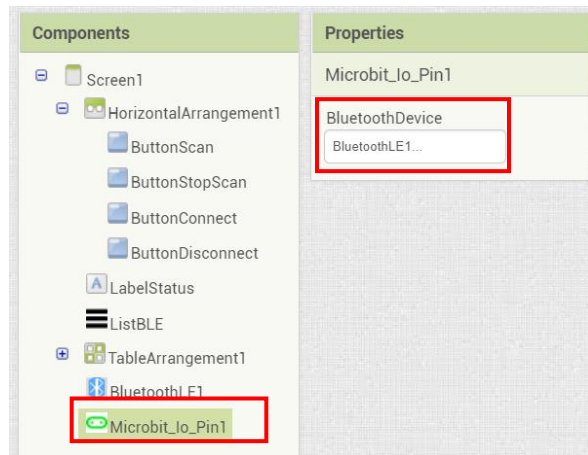 Components
Screen1
HorizontalArrangement1
ButtonScan
ButtonStopScan
ButtonConnect
ButtonDisconnect
A LabelStatus
ListBLE
TableArrangement1
BluetoothLE1
Microbit_Io_Pin1
Properties
Microbit_Io_Pin1
BluetoothDevice
BluetoothLE1...